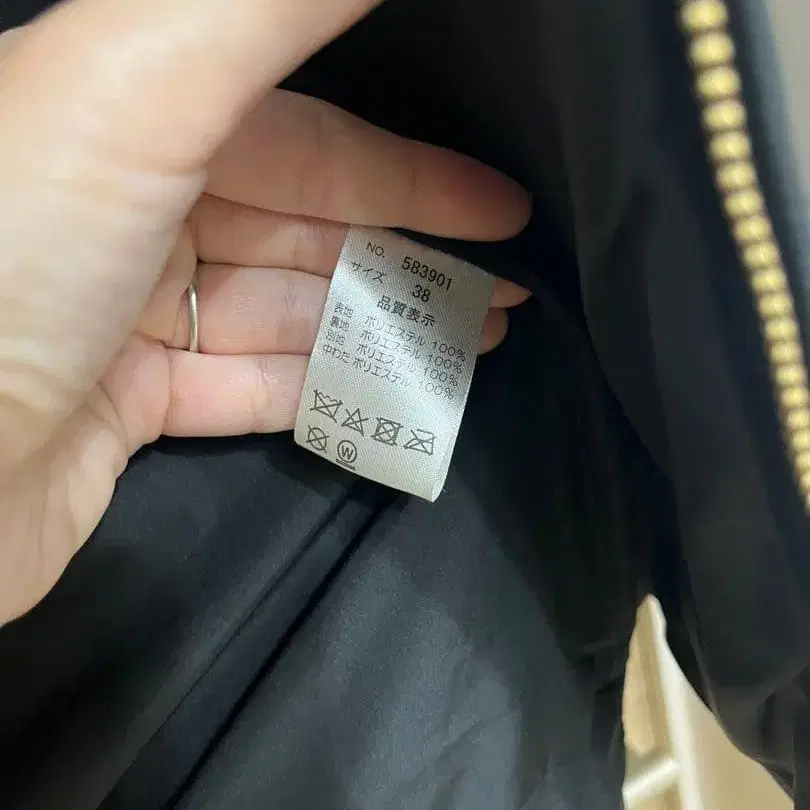 NO. 583901
サイズ 38
品質表示
表地 ポリエステル 100%
裏地 ポリエステル 100%
別地 ポリエステル 100%
中わた ポリエステル 100%
W